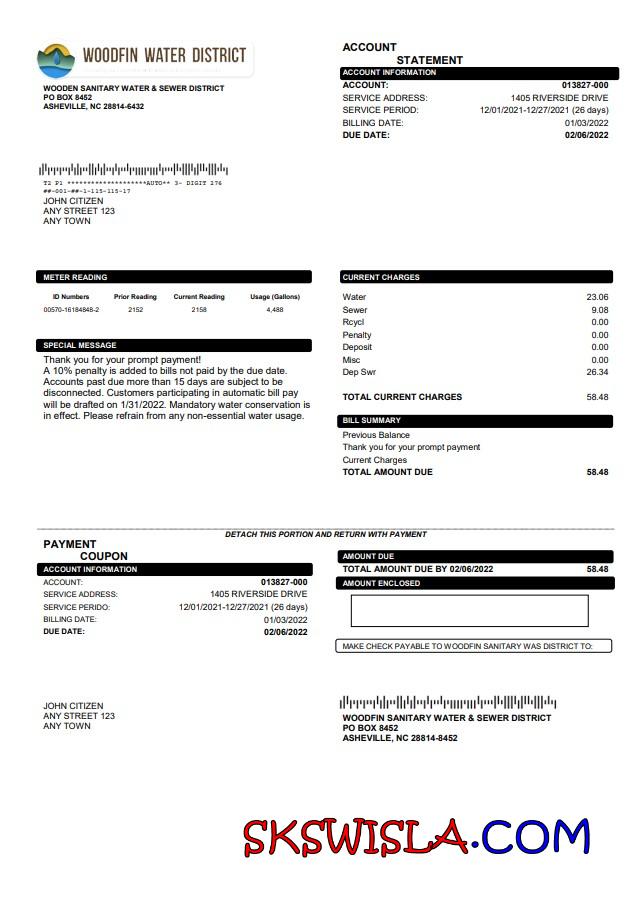 WOODFIN WATER DISTRICT
WOODEN SANITARY WATER & SEWER DISTRICT
PO BOX 8452
ASHEVILLE, NC 28814-6432
ACCOUNT
STATEMENT
ACCOUNT INFORMATION
ACCOUNT: 013827-000
SERVICE ADDRESS: 1405 RIVERSIDE DRIVE
SERVICE PERIOD: 12/01/2021-12/27/2021 (26 days)
BILLING DATE: 01/03/2022
DUE DATE: 02/06/2022
T2 P1 ********************AUTO** 3- DIGIT 276
##-001-##-1-115-115-17
JOHN CITIZEN
ANY STREET 123
ANY TOWN
METER READING
ID Numbers Prior Reading Current Reading Usage (Gallons)
00570-16184848-2 2152 2158 4,488
SPECIAL MESSAGE
Thank you for your prompt payment!
A 10% penalty is added to bills not paid by the due date.
Accounts past due more than 15 days are subject to be
disconnected. Customers participating in automatic bill pay
will be drafted on 1/31/2022. Mandatory water conservation is
in effect. Please refrain from any non-essential water usage.
CURRENT CHARGES
Water 23.06
Sewer 9.08
Rcycl 0.00
Penalty 0.00
Deposit 0.00
Misc 0.00
Dep Swr 26.34
TOTAL CURRENT CHARGES 58.48
BILL SUMMARY
Previous Balance
Thank you for your prompt payment
Current Charges
TOTAL AMOUNT DUE 58.48
DETACH THIS PORTION AND RETURN WITH PAYMENT
PAYMENT
COUPON
ACCOUNT INFORMATION
ACCOUNT: 013827-000
SERVICE ADDRESS: 1405 RIVERSIDE DRIVE
SERVICE PERIDO: 12/01/2021-12/27/2021 (26 days)
BILLING DATE: 01/03/2022
DUE DATE: 02/06/2022
AMOUNT DUE
TOTAL AMOUNT DUE BY 02/06/2022 58.48
AMOUNT ENCLOSED
MAKE CHECK PAYABLE TO WOODFIN SANITARY WAS DISTRICT TO:
JOHN CITIZEN
ANY STREET 123
ANY TOWN
WOODFIN SANITARY WATER & SEWER DISTRICT
PO BOX 8452
ASHEVILLE, NC 28814-8452
SKSWISLA.COM